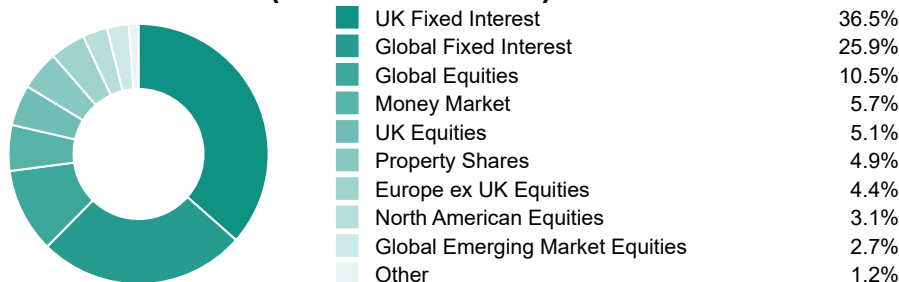 UK Fixed Interest 36.5%
Global Fixed Interest 25.9%
Global Equities 10.5%
Money Market 5.7%
UK Equities 5.1%
Property Shares 4.9%
Europe ex UK Equities 4.4%
North American Equities 3.1%
Global Emerging Market Equities 2.7%
Other 1.2%